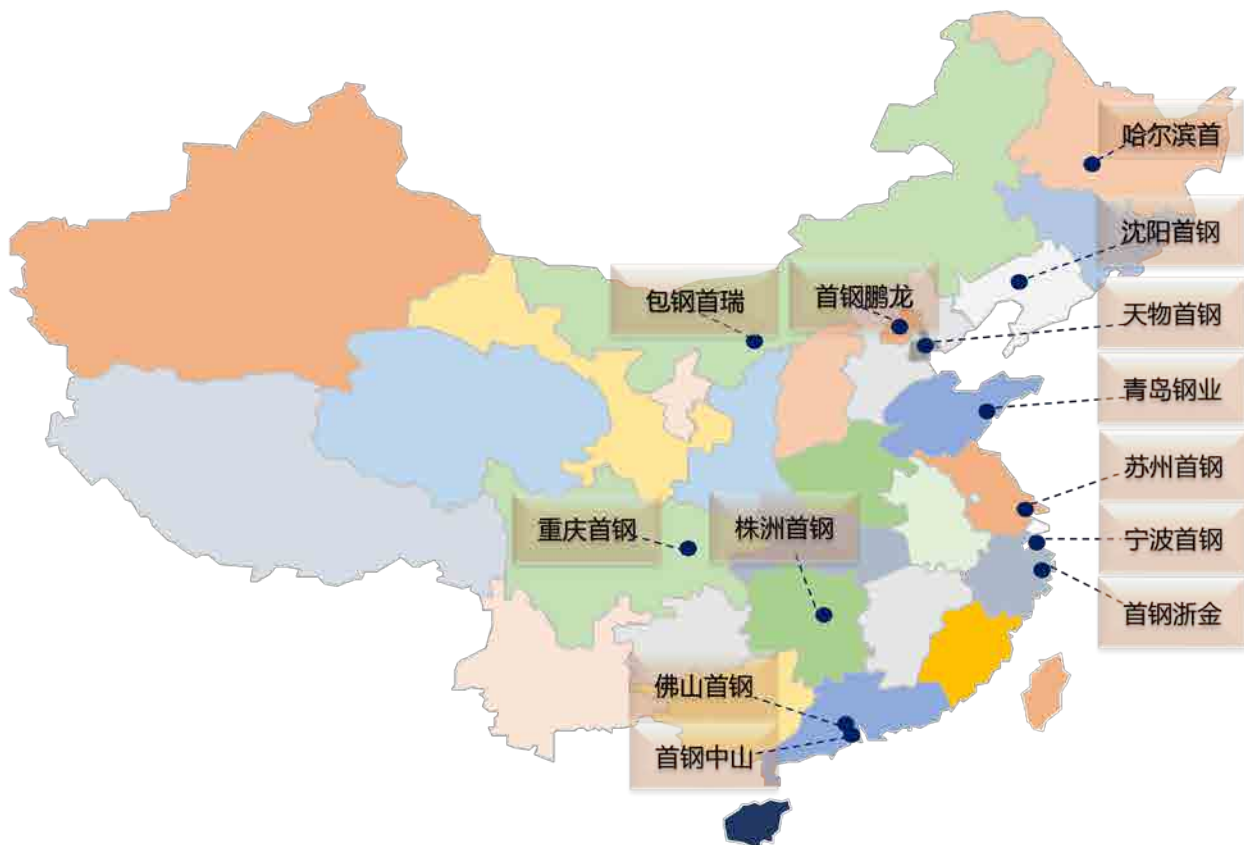 哈尔滨首
沈阳首钢
包钢首瑞
首钢鹏龙
天物首钢
青岛钢业
苏州首钢
重庆首钢
株洲首钢
宁波首钢
首钢浙金
佛山首钢
首钢中山